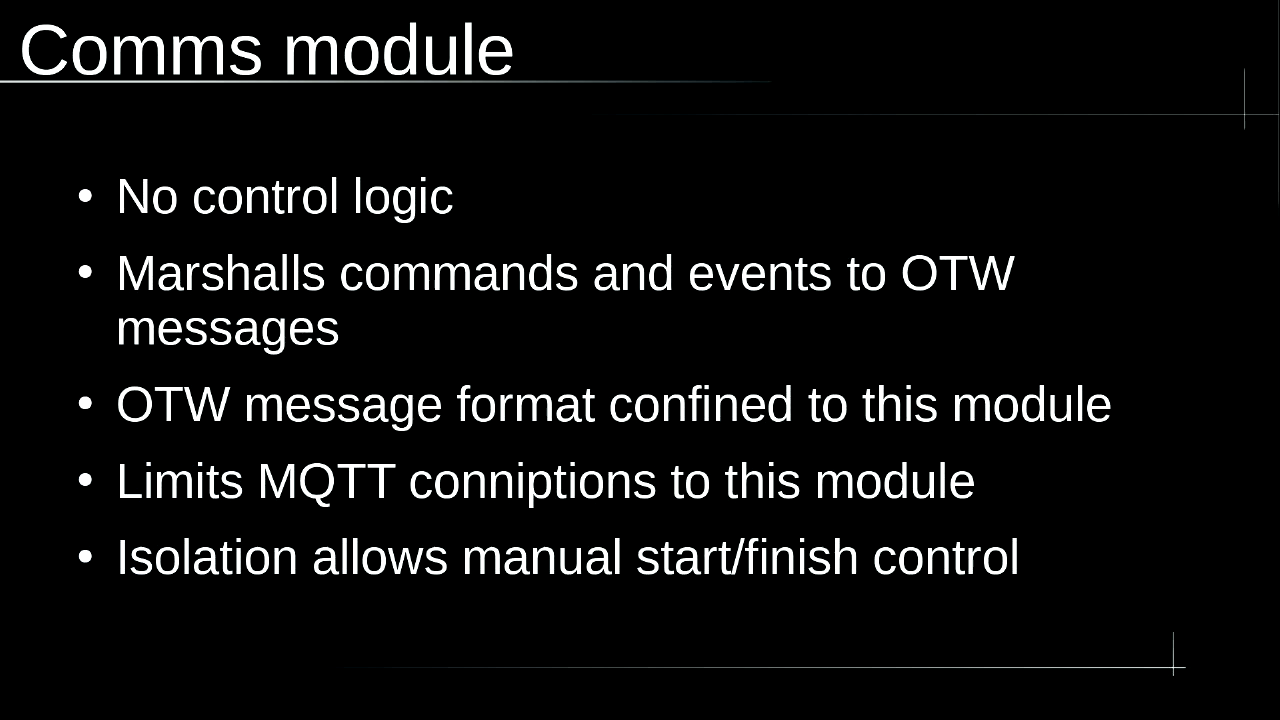 Comms module
• No control logic
• Marshalls commands and events to OTW
messages
• OTW message format confined to this module
• Limits MQTT conniptions to this module
• Isolation allows manual start/finish control